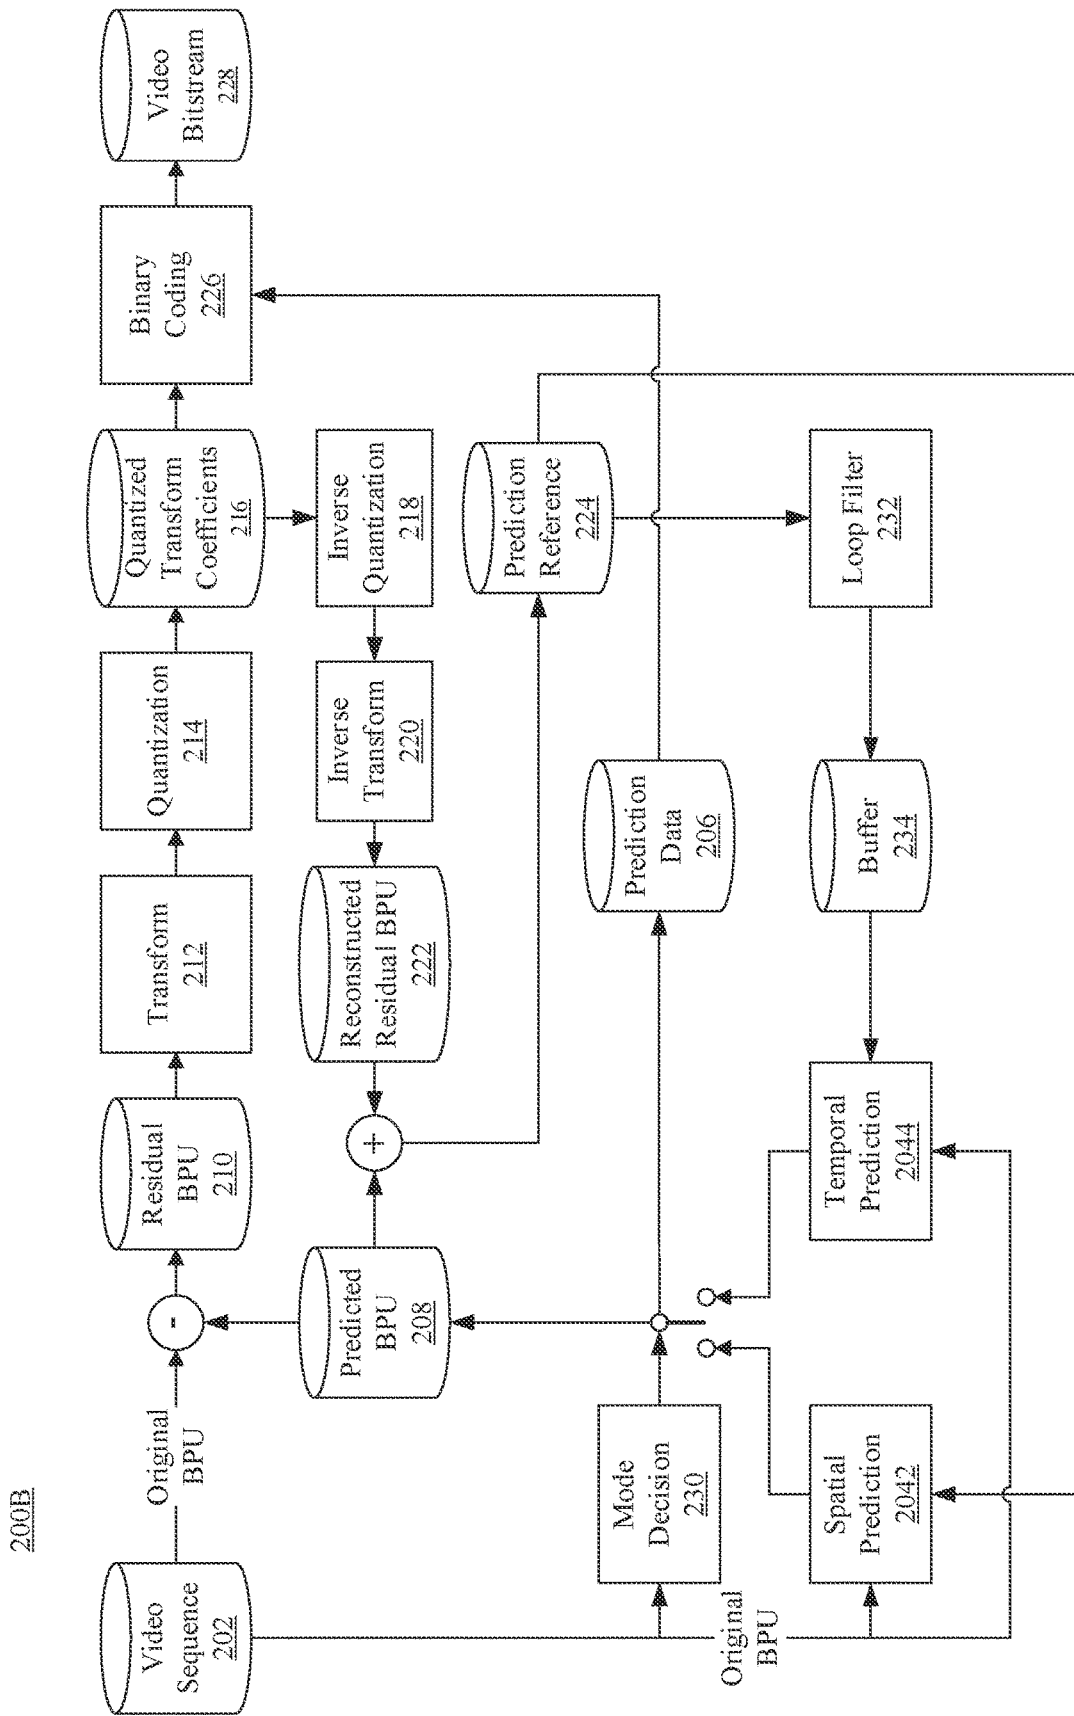 200B
Video
Sequence
202
Original
BPU
-
Residual
BPU
210
Transform
212
Quantization
214
Quantized
Transform
Coefficients
216
Binary
Coding
226
Video
Bitstream
228
Predicted
BPU
208
+
Reconstructed
Residual BPU
222
Inverse
Transform
220
Inverse
Quantization
218
Prediction
Reference
224
Mode
Decision
230
Prediction
Data
206
Original
BPU
Spatial
Prediction
2042
Temporal
Prediction
2044
Buffer
234
Loop Filter
232